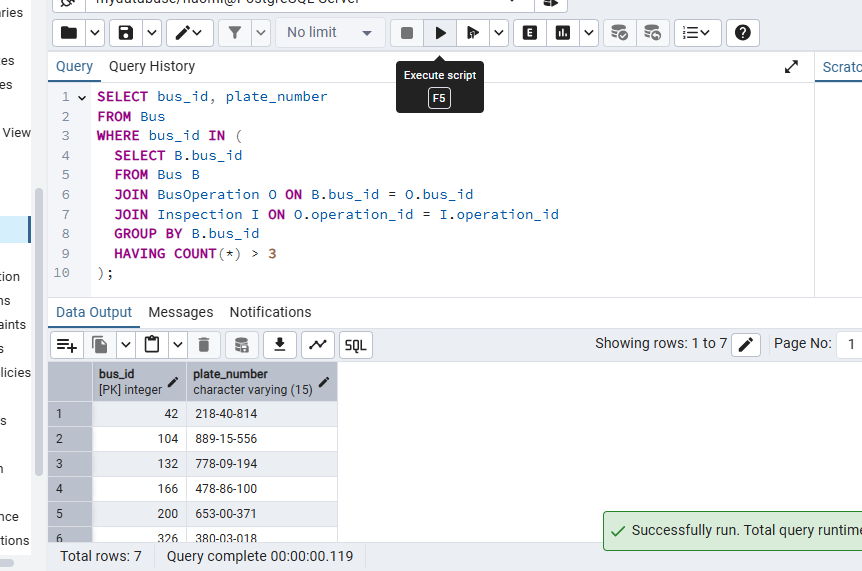 mydatabase/naomi@PostgreSQL Server
ries
es
es
View
tion
ns
aints
s
licies
s
n
nce
tions
No limit
E
Query
Query History
Execute script
F5
Scratc
1 SELECT bus_id, plate_number
2 FROM Bus
3 WHERE bus_id IN (
4 SELECT B.bus_id
5 FROM Bus B
6 JOIN BusOperation O ON B.bus_id = O.bus_id
7 JOIN Inspection I ON O.operation_id = I.operation_id
8 GROUP BY B.bus_id
9 HAVING COUNT(*) > 3
10 );
Data Output
Messages
Notifications
SQL
Showing rows: 1 to 7
Page No: 1
bus_id
[PK] integer
plate_number
character varying (15)
1 42 218-40-814
2 104 889-15-556
3 132 778-09-194
4 166 478-86-100
5 200 653-00-371
6 326 380-03-018
Successfully run. Total query runtime
Total rows: 7
Query complete 00:00:00.119